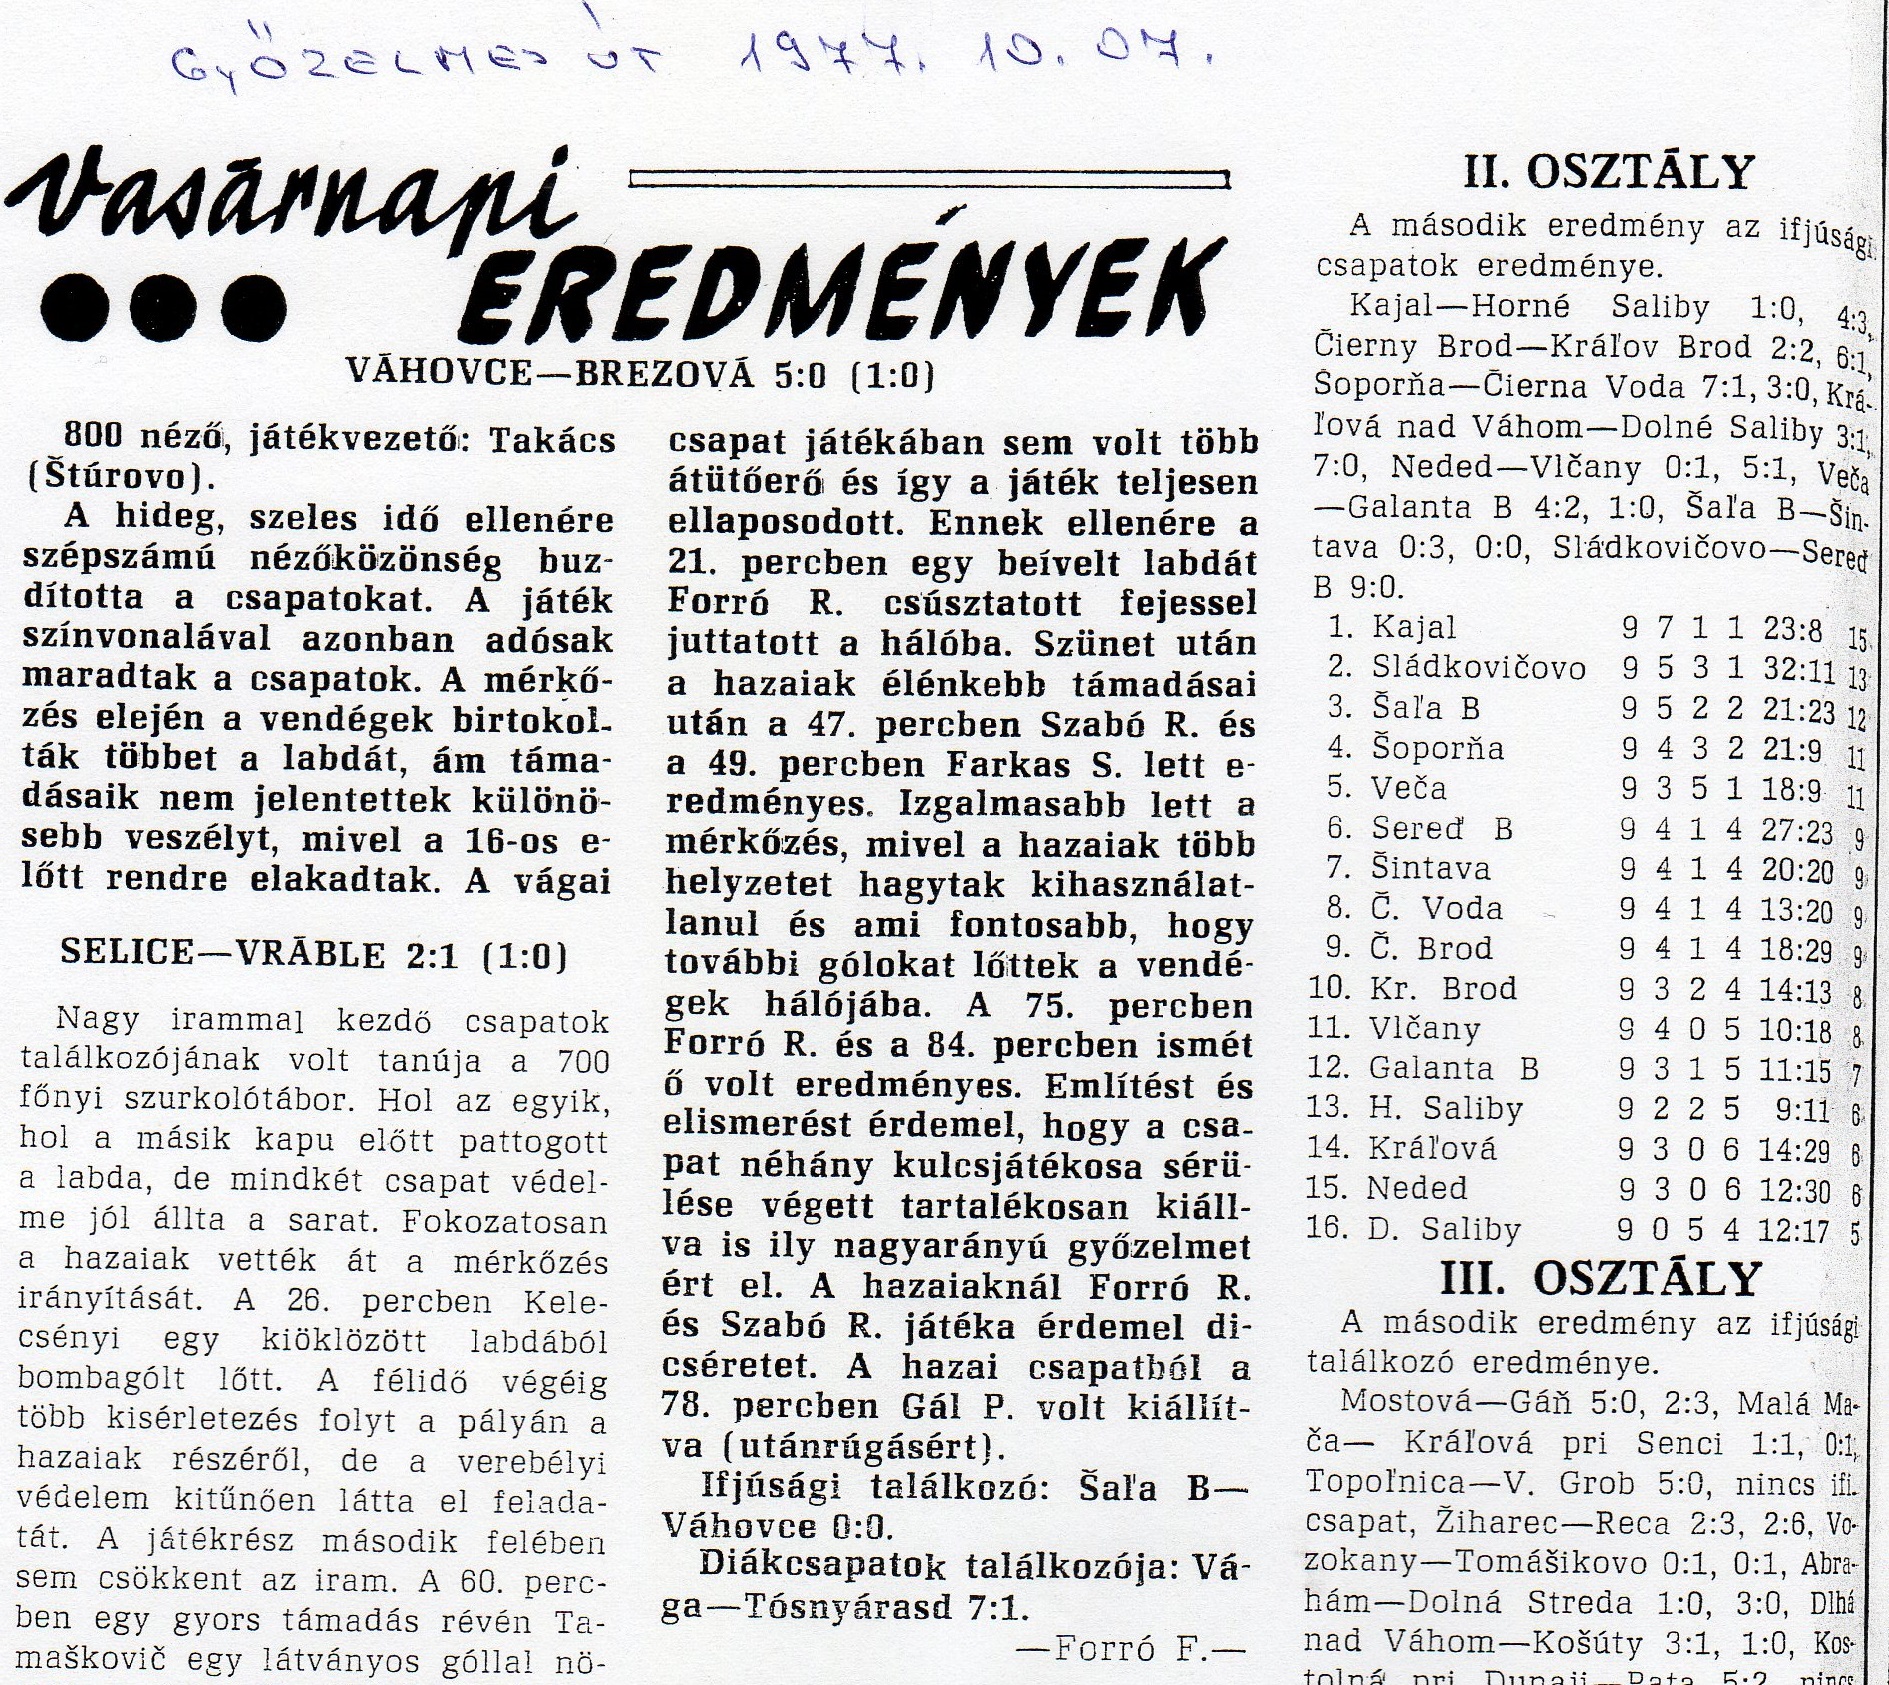 GYŐZELMES ÚT 1977. 10. 07.
Vasárnapi
EREDMÉNYEK
VÁHOVCE—BREZOVÁ 5:0 (1:0)
800 néző, játékvezető: Takács
(Štúrovo).
A hideg, szeles idő ellenére
szépszámú nézőközönség buz-
dította a csapatokat. A játék
színvonalával azonban adósak
maradtak a csapatok. A mérkő-
zés elején a vendégek birtokol-
ták többet a labdát, ám táma-
dásaik nem jelentettek különö-
sebb veszélyt, mivel a 16-os e-
lőtt rendre elakadtak. A vágai
csapat játékában sem volt több
átütőerő és így a játék teljesen
ellaposodott. Ennek ellenére a
21. percben egy beívelt labdát
Forró R. csúsztatott fejessel
juttatott a hálóba. Szünet után
a hazaiak élénkebb támadásai
után a 47. percben Szabó R. és
a 49. percben Farkas S. lett e-
redményes. Izgalmasabb lett a
mérkőzés, mivel a hazaiak több
helyzetet hagytak kihasználat-
lanul és ami fontosabb, hogy
további gólokat lőttek a vendé-
gek hálójába. A 75. percben
Forró R. és a 84. percben ismét
ő volt eredményes. Említést és
elismerést érdemel, hogy a csa-
pat néhány kulcsjátékosa sérü-
lése végett tartalékosan kiáll-
va is ily nagyarányú győzelmet
ért el. A hazaiaknál Forró R.
és Szabó R. játéka érdemel di-
cséretet. A hazai csapatból a
78. percben Gál P. volt kiállít-
va (utánrúgásért).
Ifjúsági találkozó: Šaľa B—
Váhovce 0:0.
Diákcsapatok találkozója: Vá-
ga—Tósnyárasd 7:1.
—Forró F.—
SELICE—VRÁBLE 2:1 (1:0)
Nagy irammal kezdő csapatok
találkozójának volt tanúja a 700
főnyi szurkolótábor. Hol az egyik,
hol a másik kapu előtt pattogott
a labda, de mindkét csapat védel-
me jól állta a sarat. Fokozatosan
a hazaiak vették át a mérkőzés
irányítását. A 26. percben Kele-
csényi egy kiöklözött labdából
bombagólt lőtt. A félidő végéig
több kisérletezés folyt a pályán a
hazaiak részéről, de a verebélyi
védelem kitűnően látta el felada-
tát. A játékrész második felében
sem csökkent az iram. A 60. perc-
ben egy gyors támadás révén Ta-
maškovič egy látványos góllal nö-
II. OSZTÁLY
A második eredmény az ifjúsági
csapatok eredménye.
Kajal—Horné Saliby 1:0, 4:3,
Čierny Brod—Kráľov Brod 2:2, 6:1,
Šoporňa—Čierna Voda 7:1, 3:0, Krá-
ľová nad Váhom—Dolné Saliby 3:1,
7:0, Neded—Vlčany 0:1, 5:1, Veča
—Galanta B 4:2, 1:0, Šaľa B—Šin-
tava 0:3, 0:0, Sládkovičovo—Sereď
B 9:0.
1. Kajal 9 7 1 1 23:8 15
2. Sládkovičovo 9 5 3 1 32:11 13
3. Šaľa B 9 5 2 2 21:23 12
4. Šoporňa 9 4 3 2 21:9 11
5. Veča 9 3 5 1 18:9 11
6. Sereď B 9 4 1 4 27:23 9
7. Šintava 9 4 1 4 20:20 9
8. Č. Voda 9 4 1 4 13:20 9
9. Č. Brod 9 4 1 4 18:29 9
10. Kr. Brod 9 3 2 4 14:13 8
11. Vlčany 9 4 0 5 10:18 8
12. Galanta B 9 3 1 5 11:15 7
13. H. Saliby 9 2 2 5 9:11 6
14. Kráľová 9 3 0 6 14:29 6
15. Neded 9 3 0 6 12:30 6
16. D. Saliby 9 0 5 4 12:17 5
III. OSZTÁLY
A második eredmény az ifjúsági
találkozó eredménye.
Mostová—Gáň 5:0, 2:3, Malá Ma-
ča— Kráľová pri Senci 1:1, 0:1,
Topoľnica—V. Grob 5:0, nincs ifi.
csapat, Žiharec—Reca 2:3, 2:6, Vo-
zokany—Tomášikovo 0:1, 0:1, Abra-
hám—Dolná Streda 1:0, 3:0, Dlhá
nad Váhom—Košúty 3:1, 1:0, Kos-
tolná pri Dunaji—Pata 5:2, nincs